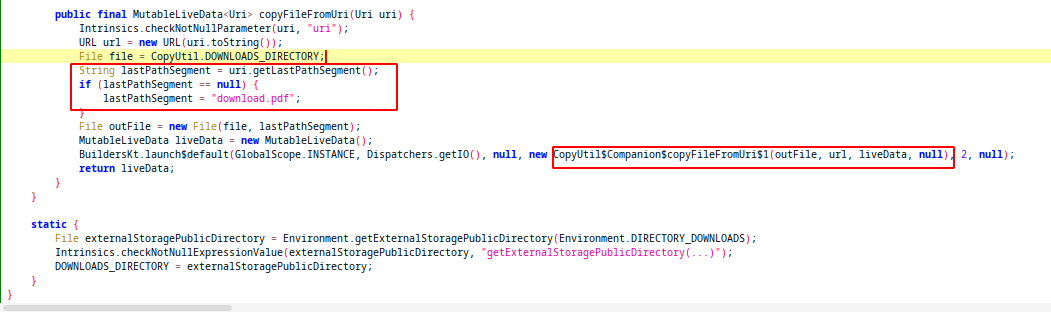 public final MutableLiveData<Uri> copyFileFromUri(Uri uri) {
Intrinsics.checkNotNullParameter(uri, "uri");
URL url = new URL(uri.toString());
File file = CopyUtil.DOWNLOADS_DIRECTORY;
String lastPathSegment = uri.getLastPathSegment();
if (lastPathSegment == null) {
lastPathSegment = "download.pdf";
}
File outFile = new File(file, lastPathSegment);
MutableLiveData liveData = new MutableLiveData();
BuildersKt.launch$default(GlobalScope.INSTANCE, Dispatchers.getIO(), null, new CopyUtil$Companion$copyFileFromUri$1(outFile, url, liveData, null), 2, null);
return liveData;
}
}
static {
File externalStoragePublicDirectory = Environment.getExternalStoragePublicDirectory(Environment.DIRECTORY_DOWNLOADS);
Intrinsics.checkNotNullExpressionValue(externalStoragePublicDirectory, "getExternalStoragePublicDirectory(...)");
DOWNLOADS_DIRECTORY = externalStoragePublicDirectory;
}
}